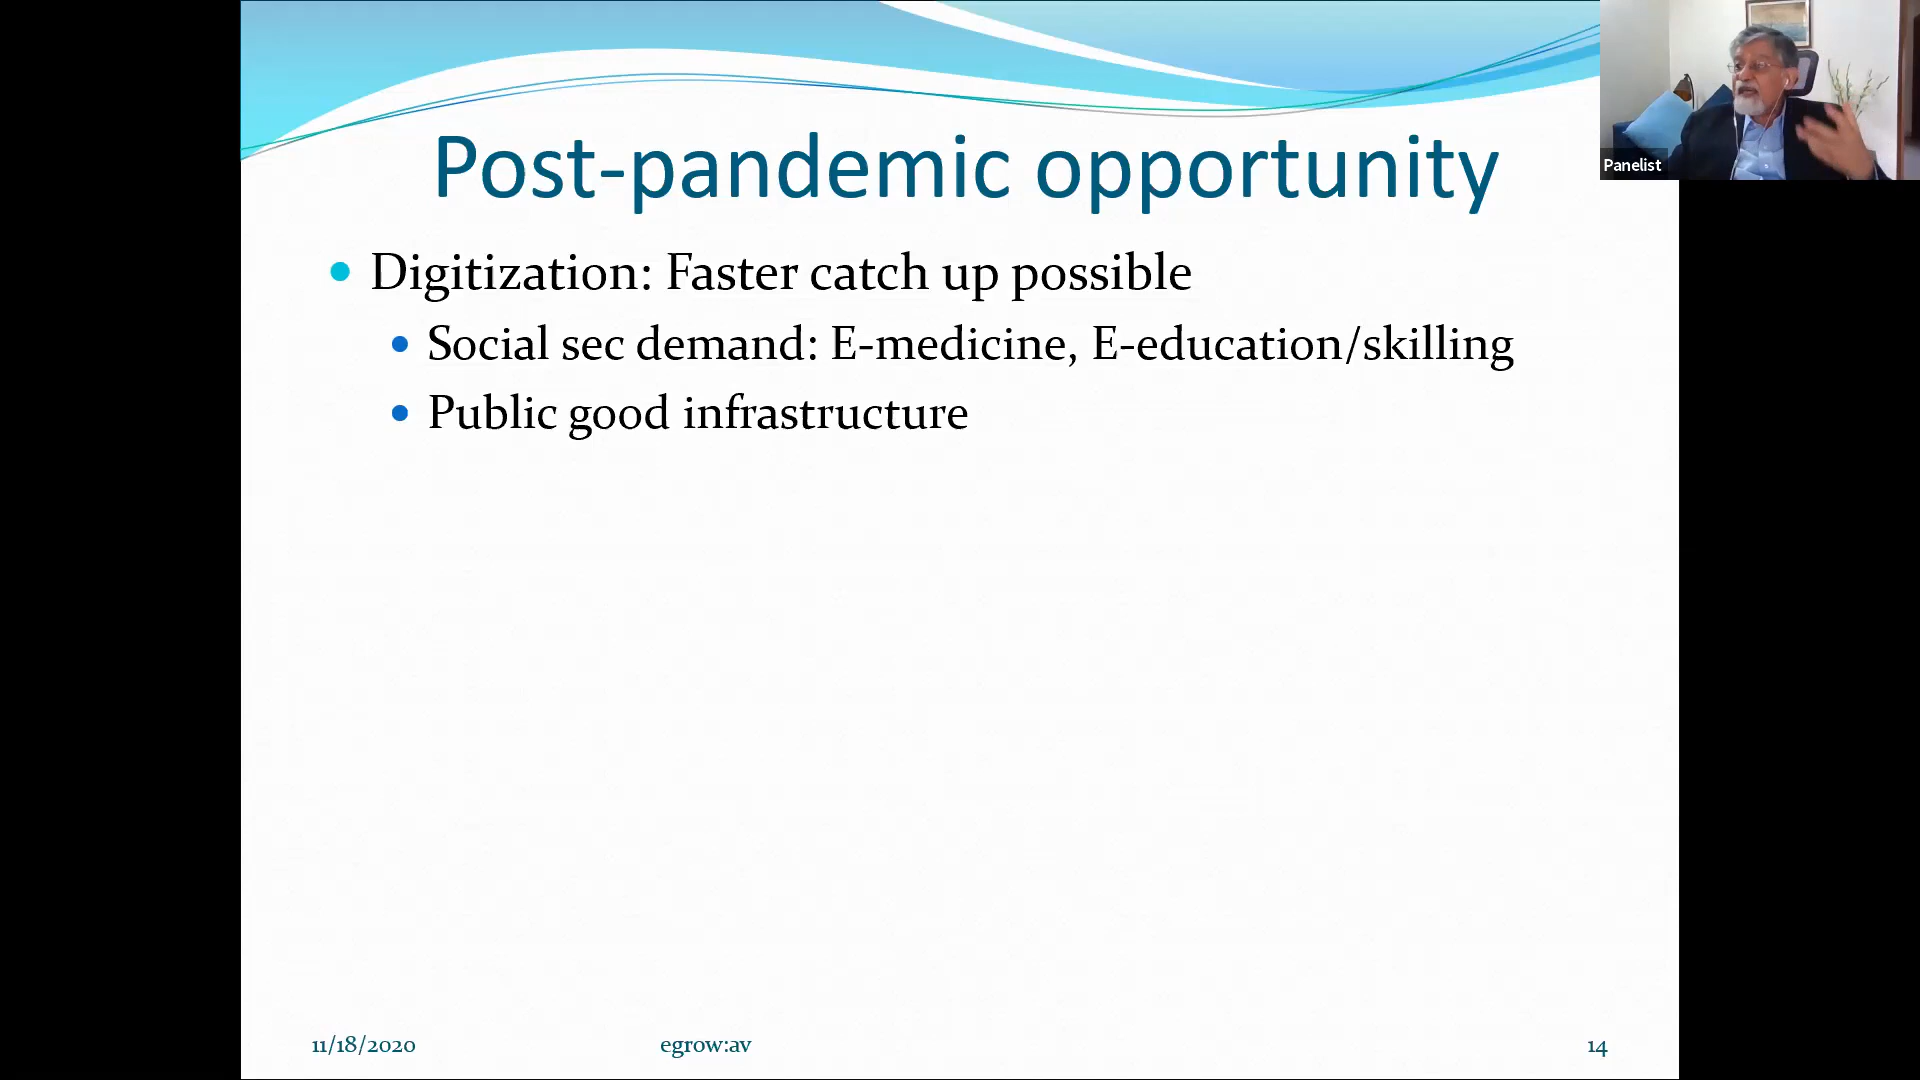 Post-pandemic opportunity
Panelist
Digitization: Faster catch up possible
Social sec demand: E-medicine, E-education/skilling
Public good infrastructure
11/18/2020
egrow:av
14